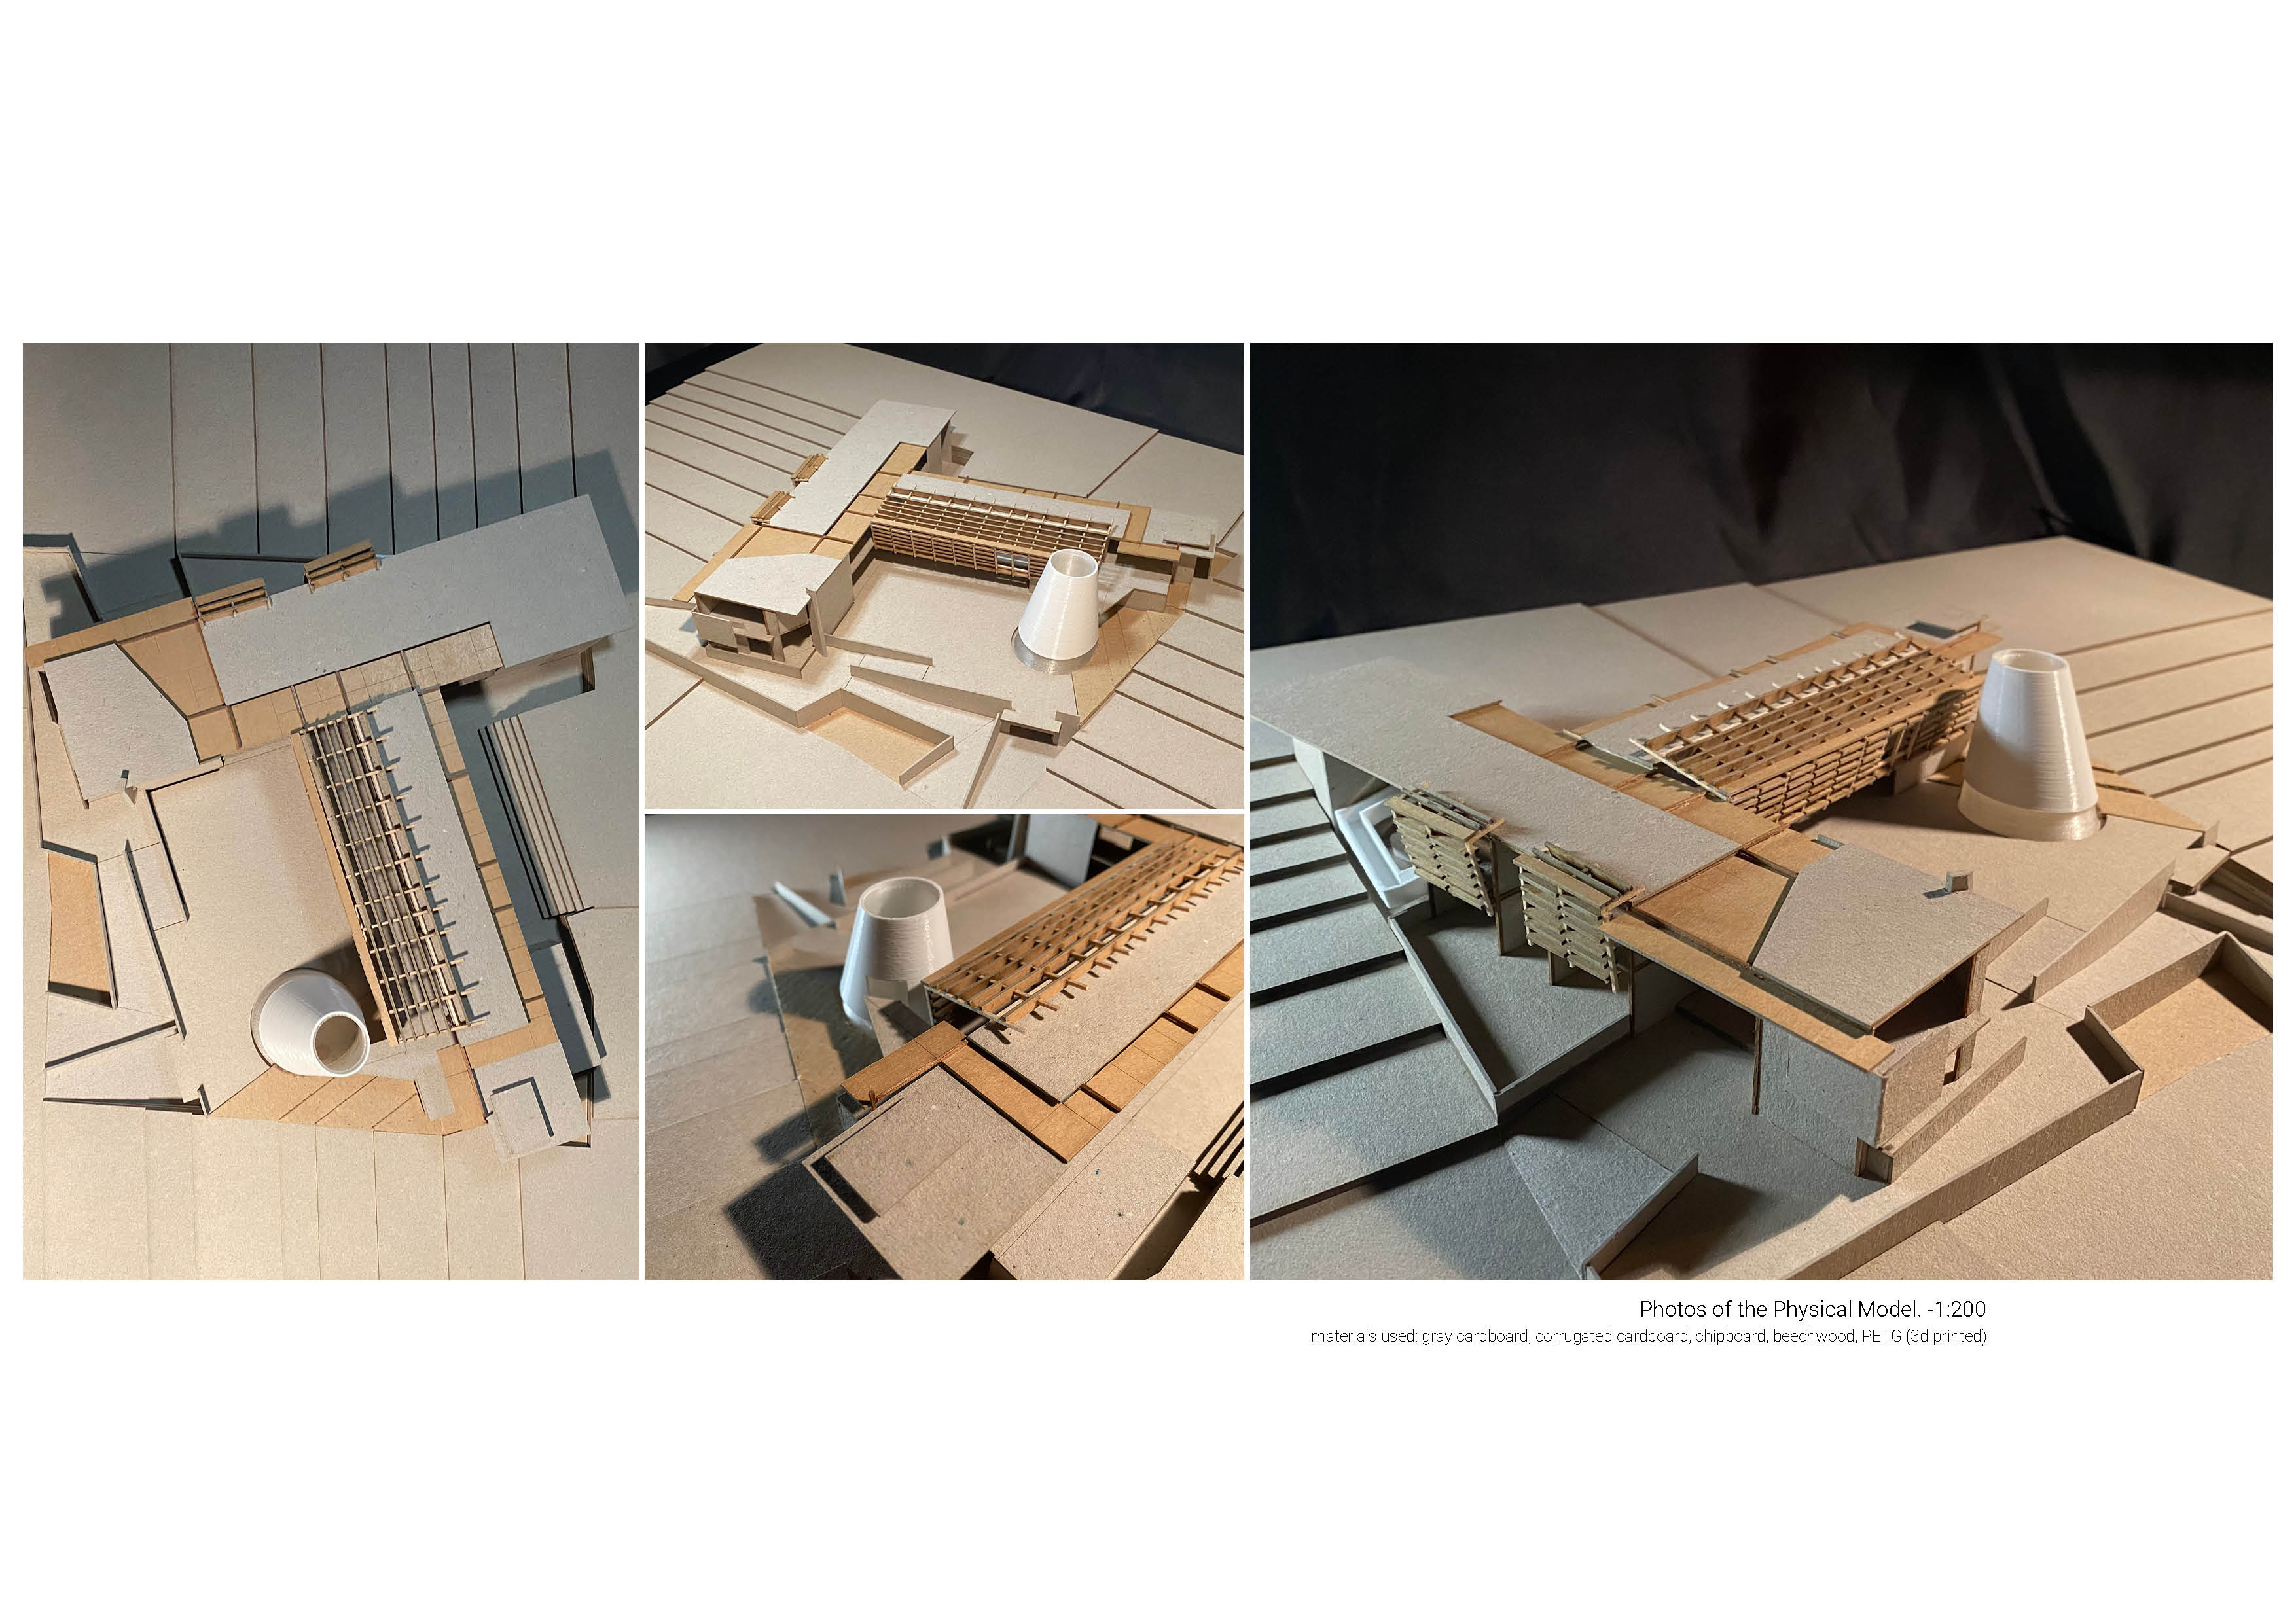 Photos of the Physical Model. -1:200
materials used: gray cardboard, corrugated cardboard, chipboard, beechwood, PETG (3d printed)